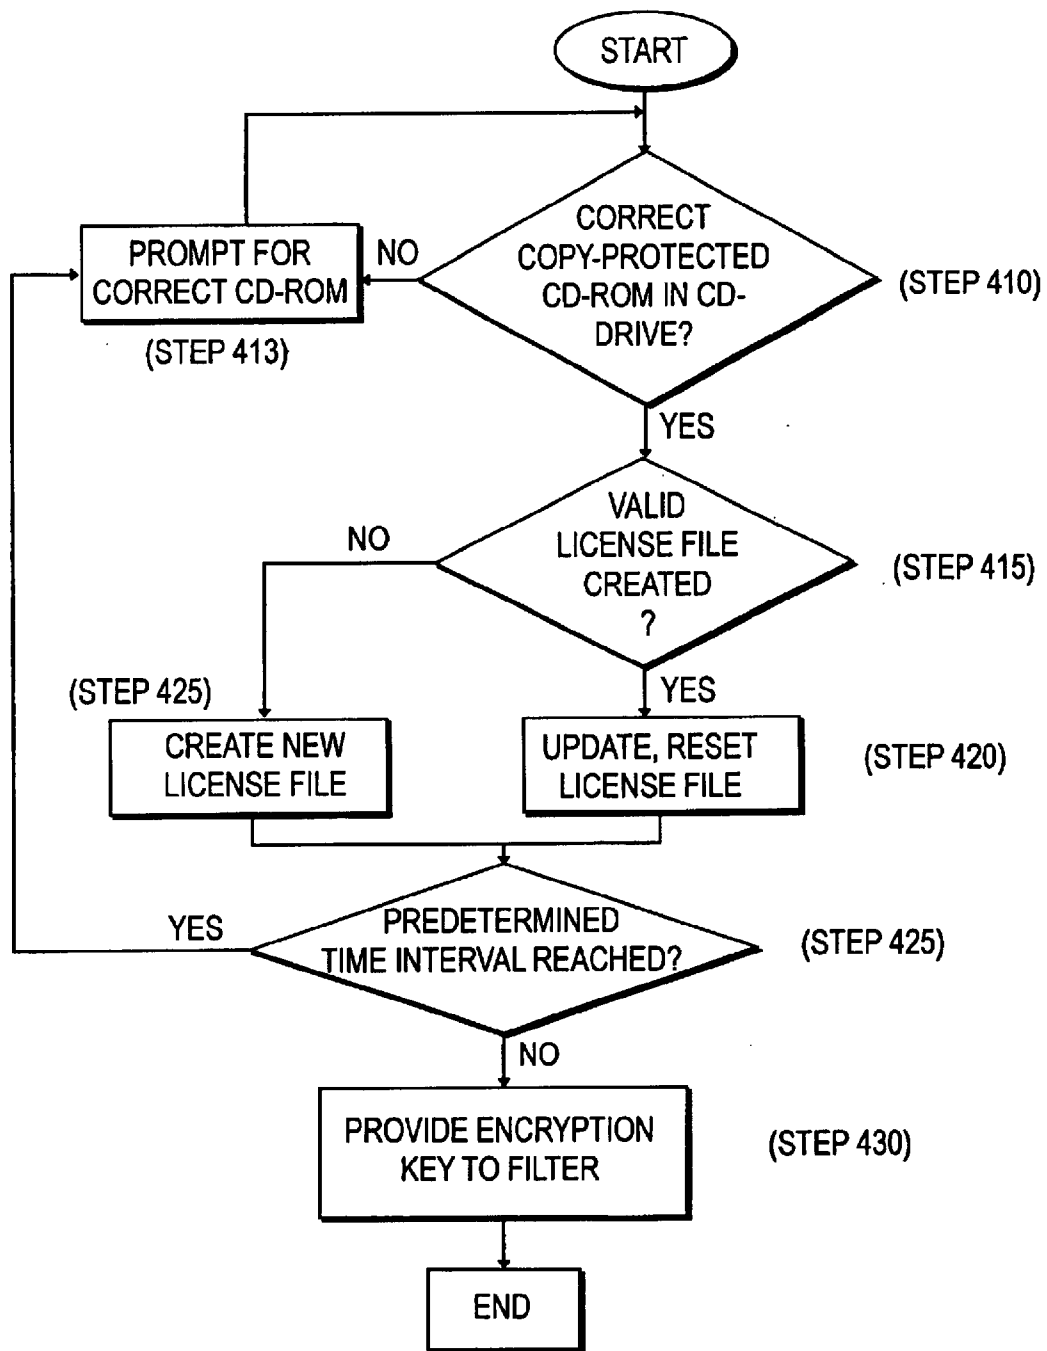 START
CORRECT
COPY-PROTECTED
CD-ROM IN CD-
DRIVE?
(STEP 410)
NO
PROMPT FOR
CORRECT CD-ROM
(STEP 413)
YES
VALID
LICENSE FILE
CREATED
?
(STEP 415)
NO
YES
(STEP 425)
CREATE NEW
LICENSE FILE
UPDATE, RESET
LICENSE FILE
(STEP 420)
PREDETERMINED
TIME INTERVAL REACHED?
(STEP 425)
YES
NO
PROVIDE ENCRYPTION
KEY TO FILTER
(STEP 430)
END